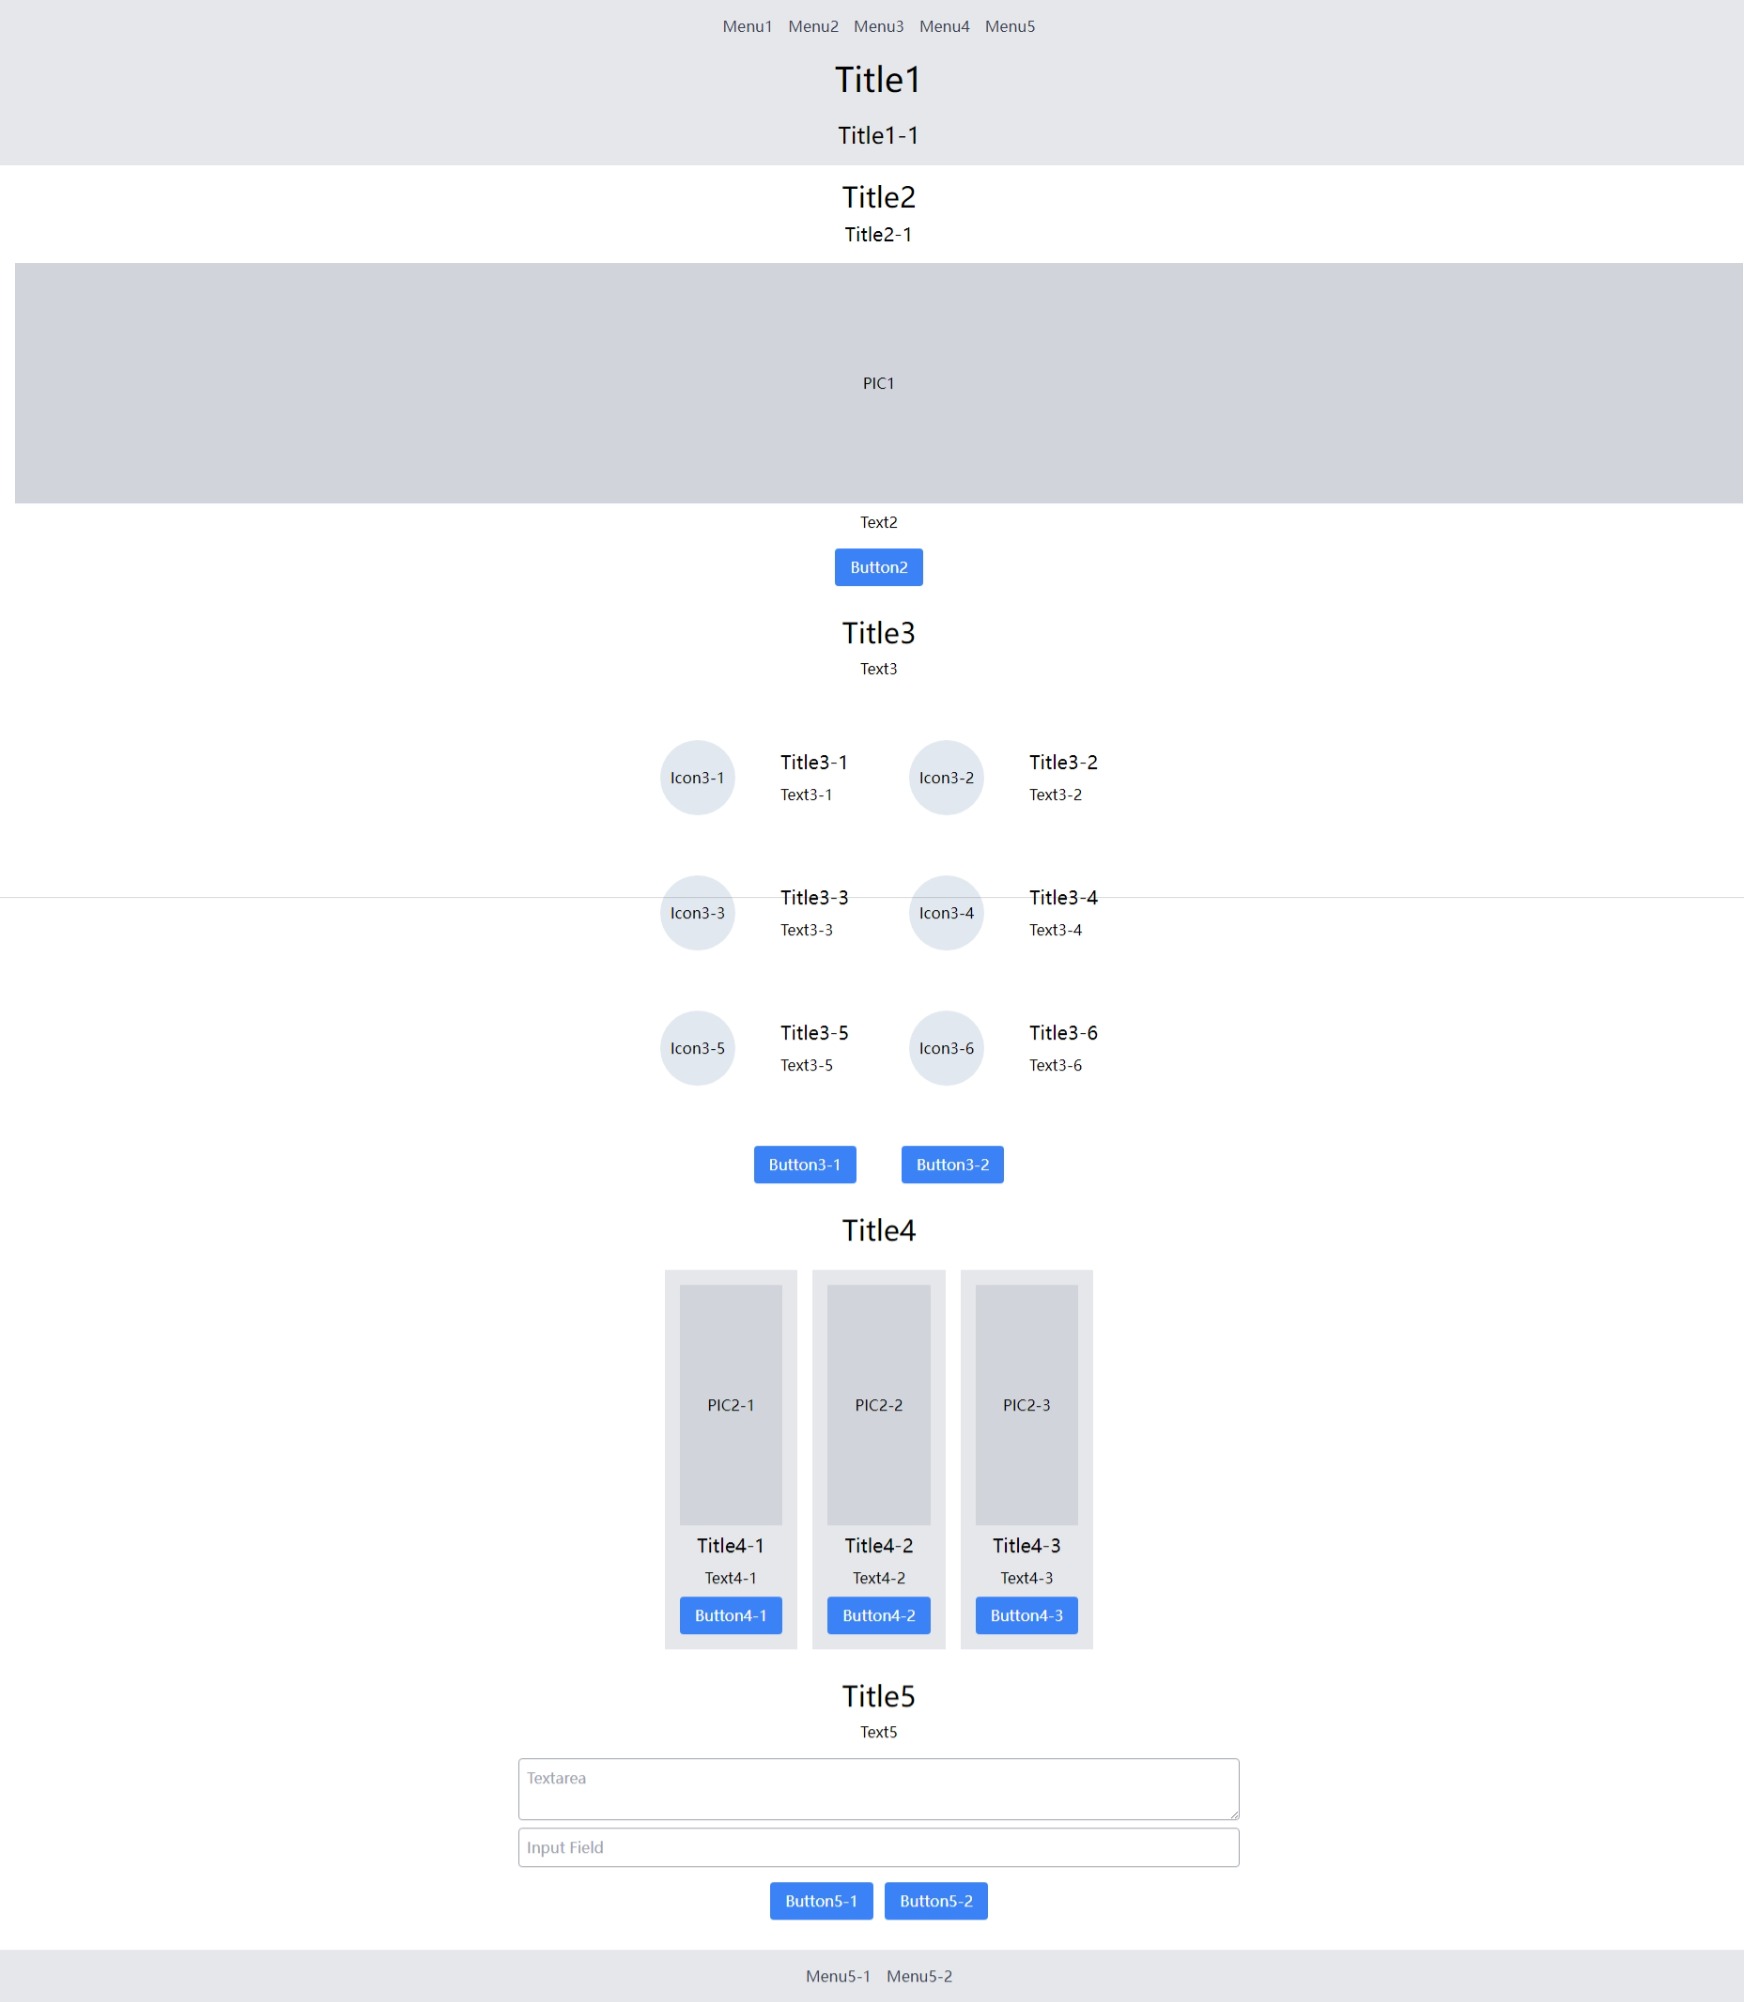 Menu1 Menu2 Menu3 Menu4 Menu5
Title1
Title1-1
Title2
Title2-1
PIC1
Text2
Button2
Title3
Text3
Icon3-1
Title3-1
Text3-1
Icon3-2
Title3-2
Text3-2
Icon3-3
Title3-3
Text3-3
Icon3-4
Title3-4
Text3-4
Icon3-5
Title3-5
Text3-5
Icon3-6
Title3-6
Text3-6
Button3-1 Button3-2
Title4
PIC2-1
Title4-1
Text4-1
Button4-1
PIC2-2
Title4-2
Text4-2
Button4-2
PIC2-3
Title4-3
Text4-3
Button4-3
Title5
Text5
Textarea
Input Field
Button5-1 Button5-2
Menu5-1 Menu5-2